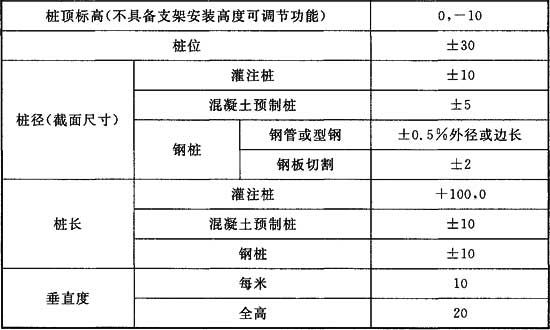 桩顶标高(不具备支架安装高度可调节功能) 0,-10
桩位 ±30
桩径(截面尺寸) 灌注桩 ±10
混凝土预制桩 ±5
钢桩 钢管或型钢 ±0.5%外径或边长
钢板切割 ±2
桩长 灌注桩 +100,0
混凝土预制桩 ±10
钢桩 ±10
垂直度 每米 10
全高 20